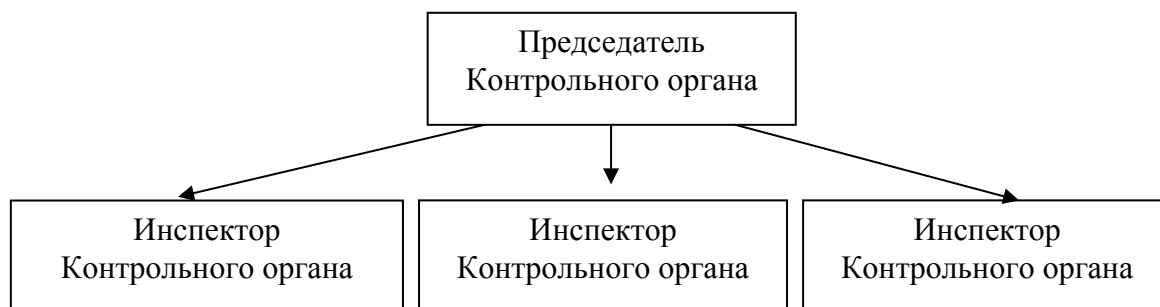 Председатель
Контрольного органа
Инспектор
Контрольного органа
Инспектор
Контрольного органа
Инспектор
Контрольного органа